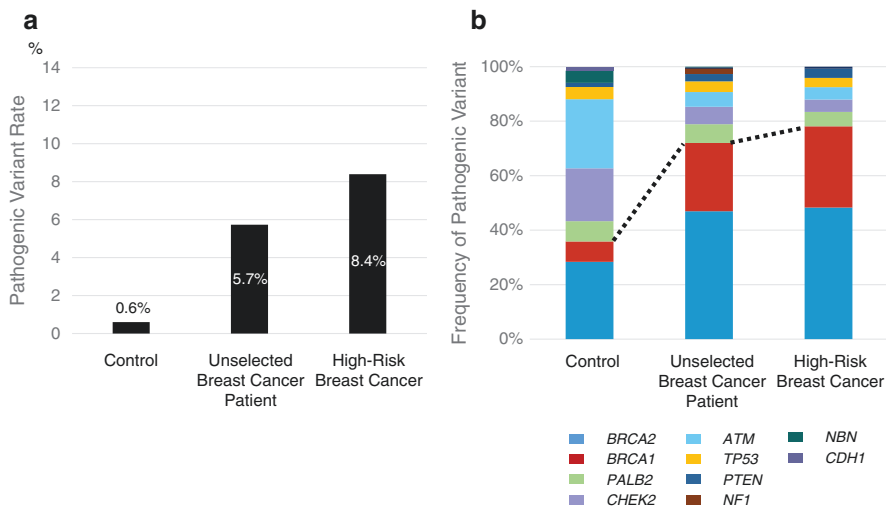 a
%
Pathogenic Variant Rate
14
12
10
8
6
4
2
0
0.6%
5.7%
8.4%
Control
Unselected
Breast Cancer
Patient
High-Risk
Breast Cancer
b
Frequency of Pathogenic Variant
100%
80%
60%
40%
20%
0%
Control
Unselected
Breast Cancer
Patient
High-Risk
Breast Cancer
BRCA2
BRCA1
PALB2
CHEK2
ATM
TP53
PTEN
NF1
NBN
CDH1